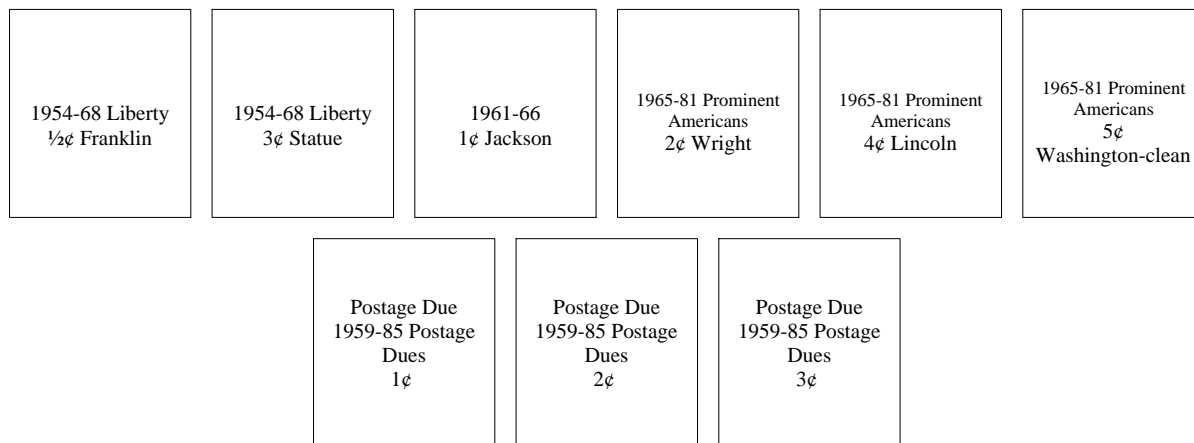 1954-68 Liberty
½¢ Franklin
1954-68 Liberty
3¢ Statue
1961-66
1¢ Jackson
1965-81 Prominent
Americans
2¢ Wright
1965-81 Prominent
Americans
4¢ Lincoln
1965-81 Prominent
Americans
5¢
Washington-clean
Postage Due
1959-85 Postage
Dues
1¢
Postage Due
1959-85 Postage
Dues
2¢
Postage Due
1959-85 Postage
Dues
3¢